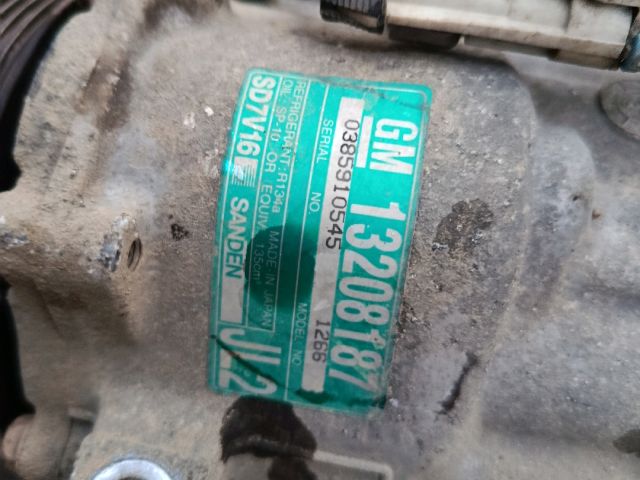 GM 13208187
SERIAL NO. MODEL NO.
0385910545 1266
REFRIGERANT: R134a MADE IN JAPAN
OIL: SP-10 OR EQUIV. 135cm³
SD7V16 SANDEN JL2